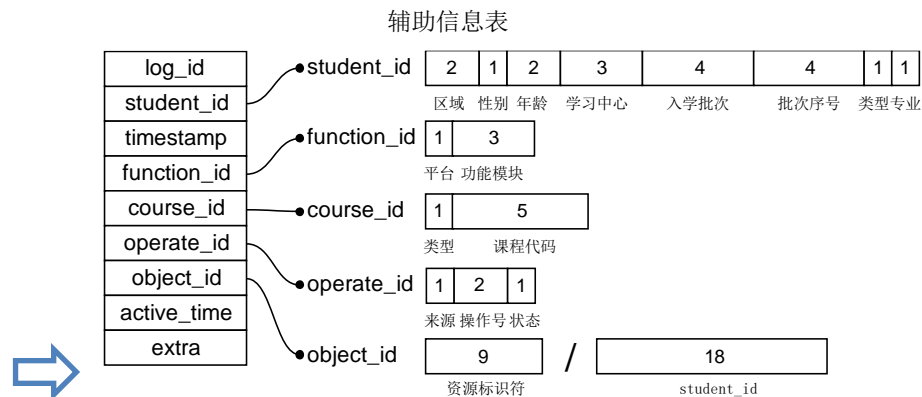 辅助信息表
log_id
student_id
timestamp
function_id
course_id
operate_id
object_id
active_time
extra
student_id 2 1 2 3 4 4 1 1
区域 性别 年龄 学习中心 入学批次 批次序号 类型 专业
function_id 1 3
平台 功能模块
course_id 1 5
类型 课程代码
operate_id 1 2 1
来源 操作号 状态
object_id 9 / 18
资源标识符 student_id